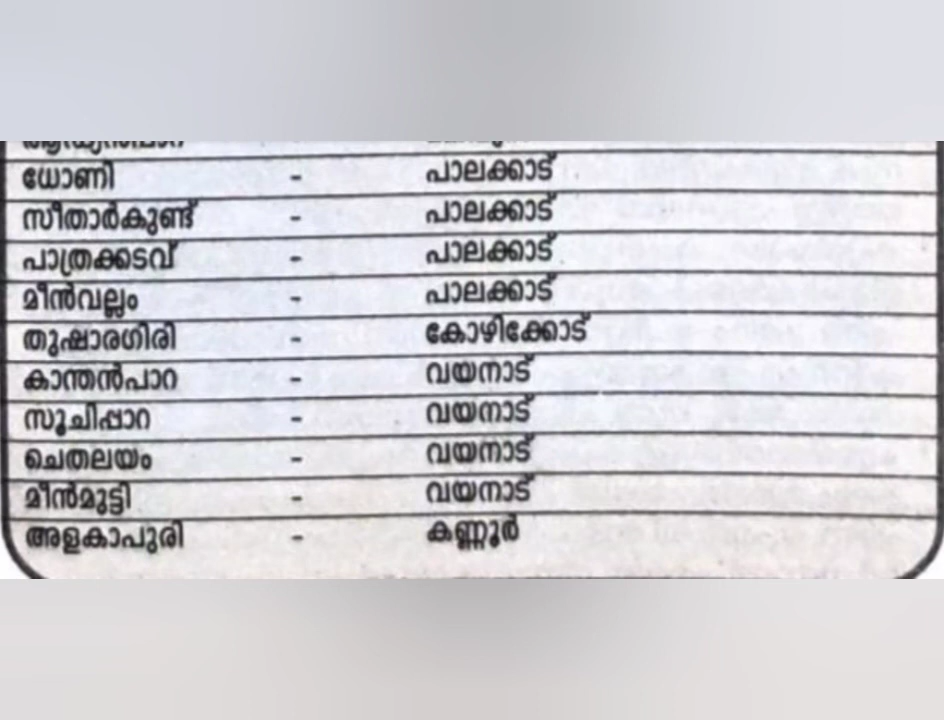 ധോണി പാലക്കാട്
സീതാർകുണ്ട് - പാലക്കാട്
പാത്രക്കടവ് - പാലക്കാട്
മീൻവല്ലം - പാലക്കാട്
തുഷാരഗിരി - കോഴിക്കോട്
കാന്തൻപാറ - വയനാട്
സൂചിപ്പാറ - വയനാട്
ചെതലയം - വയനാട്
മീൻമുട്ടി - വയനാട്
അളകാപുരി - കണ്ണൂർ